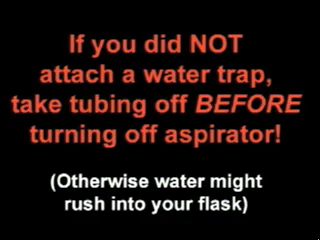 If you did NOT
attach a water trap,
take tubing off BEFORE
turning off aspirator!
(Otherwise water might
rush into your flask)